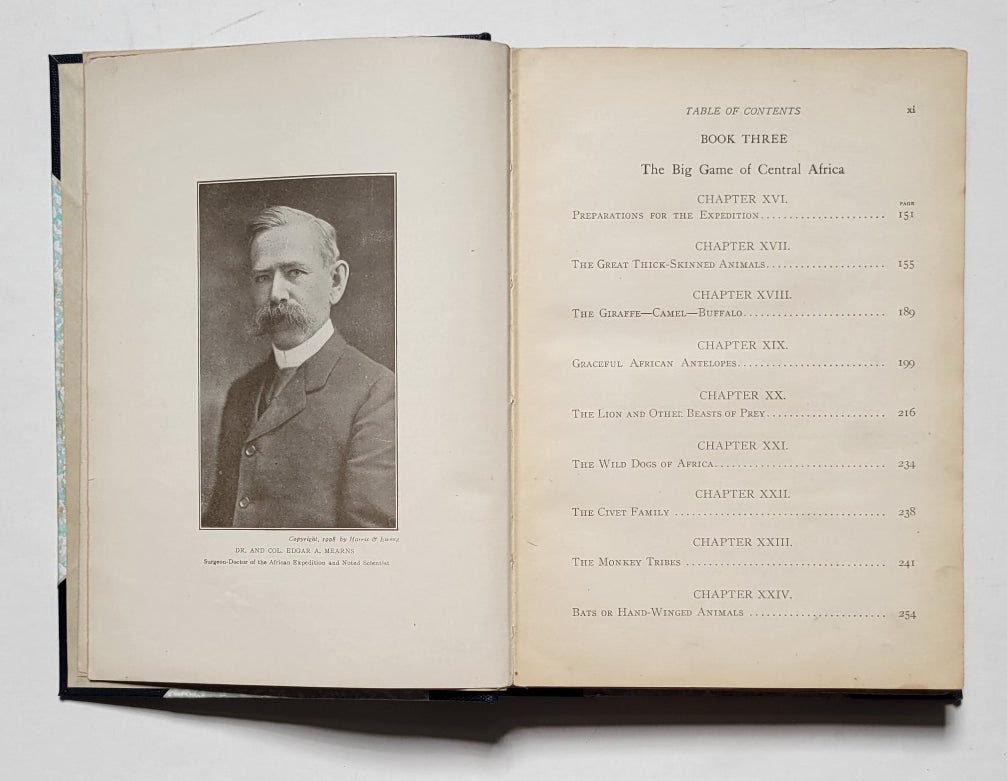 Copyright, 1908 by Harris & Ewing
DR. AND COL. EDGAR A. MEARNS
Surgeon-Doctor of the African Expedition and Noted Scientist
TABLE OF CONTENTS xi
BOOK THREE
The Big Game of Central Africa
CHAPTER XVI.
PAGE
Preparations for the Expedition........................ 151
CHAPTER XVII.
The Great Thick-Skinned Animals...................... 155
CHAPTER XVIII.
The Giraffe—Camel—Buffalo.......................... 189
CHAPTER XIX.
Graceful African Antelopes........................... 199
CHAPTER XX.
The Lion and Other Beasts of Prey...................... 216
CHAPTER XXI.
The Wild Dogs of Africa............................... 234
CHAPTER XXII.
The Civet Family .................................... 238
CHAPTER XXIII.
The Monkey Tribes .................................. 241
CHAPTER XXIV.
Bats or Hand-Winged Animals ......................... 254